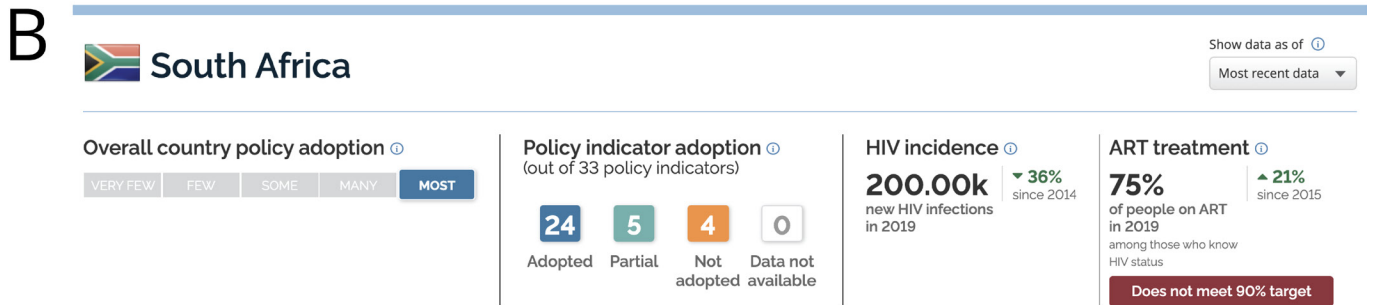 B
South Africa
Show data as of
Most recent data
Overall country policy adoption
VERY FEW FEW SOME MANY MOST
Policy indicator adoption
(out of 33 policy indicators)
24 5 4 0
Adopted Partial Not adopted Data not available
HIV incidence
200.00k
new HIV infections
in 2019
36%
since 2014
ART treatment
75%
of people on ART
in 2019
among those who know
HIV status
21%
since 2015
Does not meet 90% target